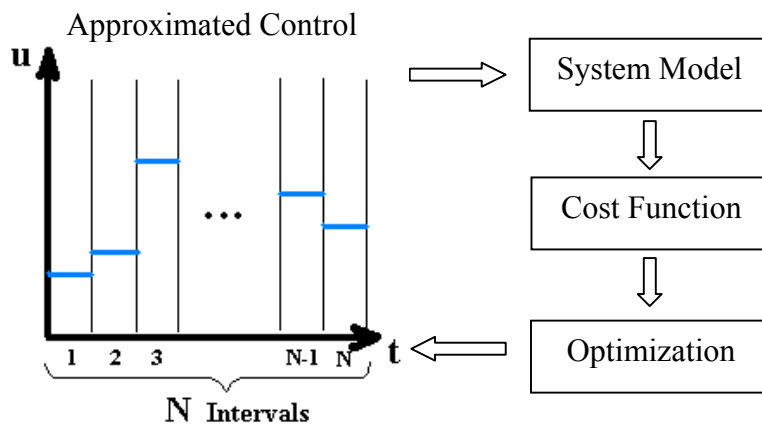 Approximated Control
u
System Model
Cost Function
• • •
1 2 3 N-1 N t
Optimization
N Intervals